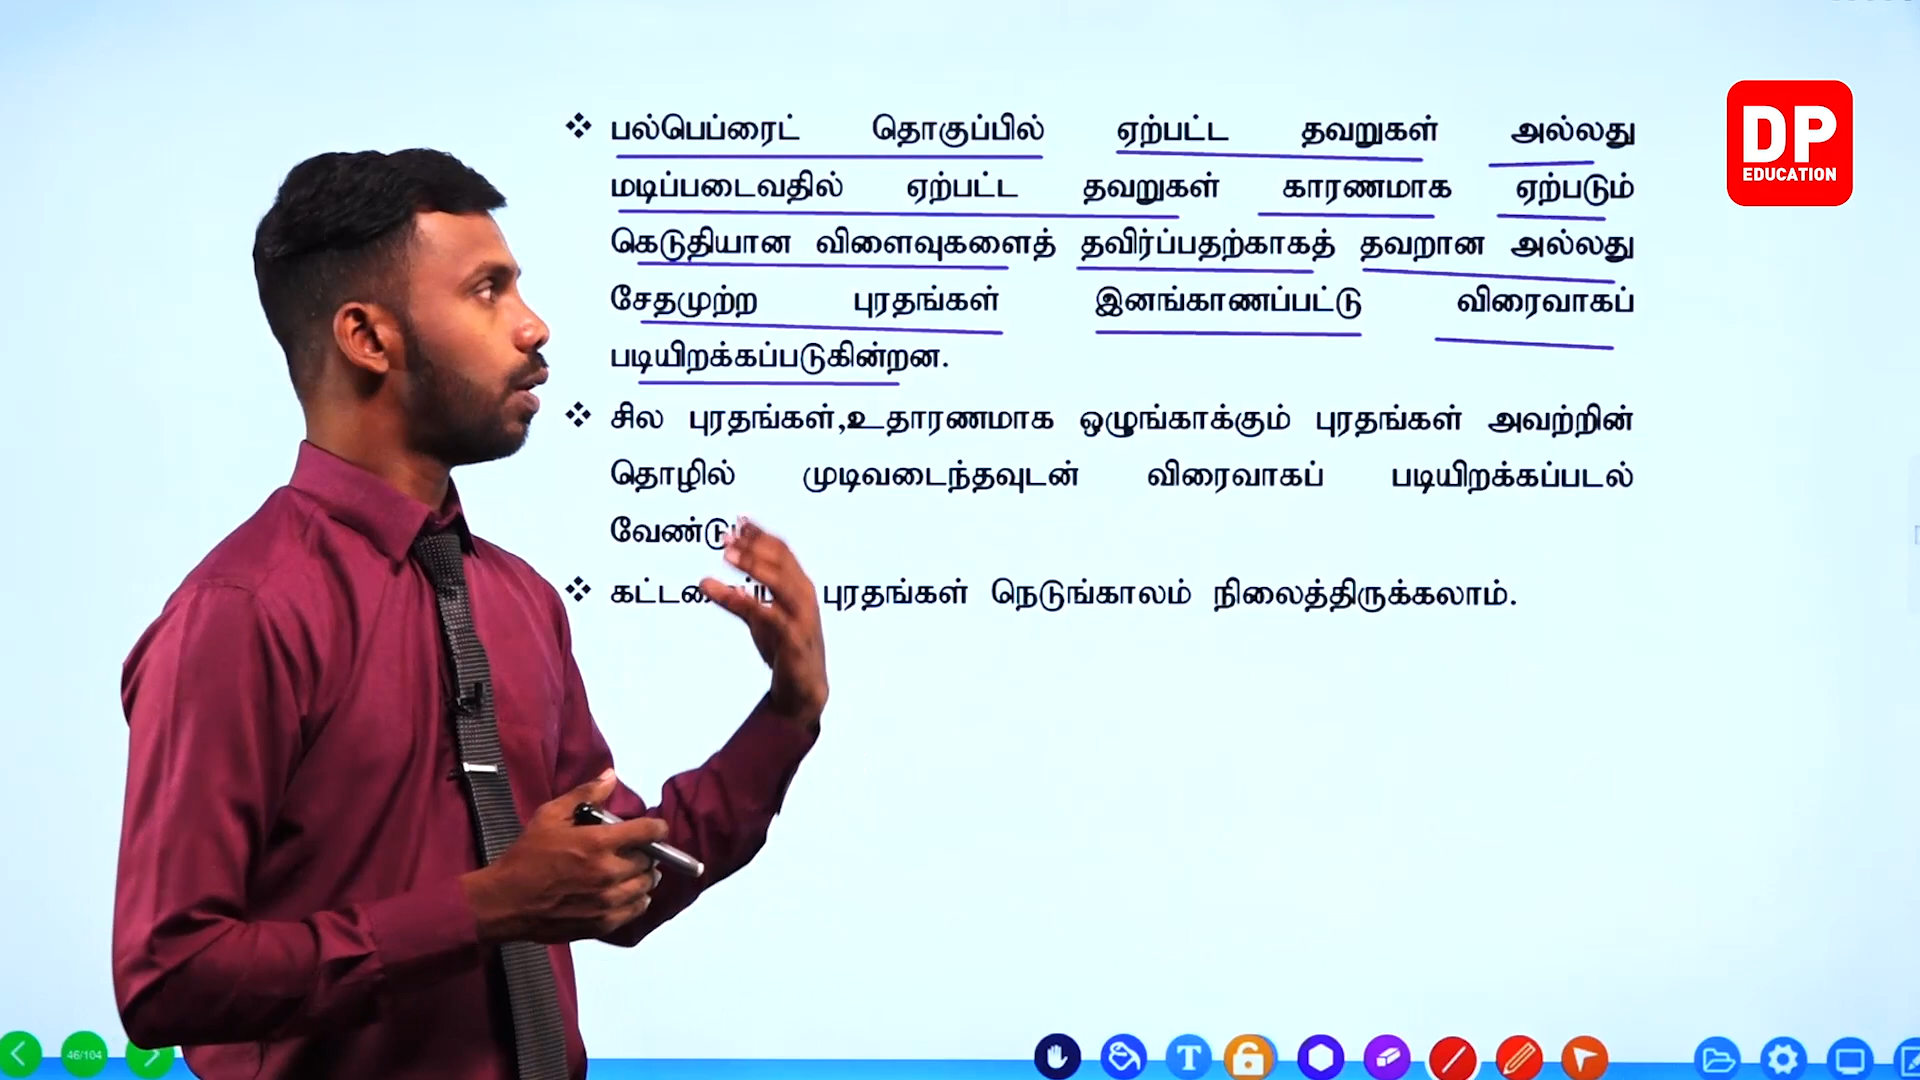 பல்பெப்ரைட் தொகுப்பில் ஏற்பட்ட தவறுகள் அல்லது
மடிப்படைவதில் ஏற்பட்ட தவறுகள் காரணமாக ஏற்படும்
கெடுதியான விளைவுகளைத் தவிர்ப்பதற்காகத் தவறான அல்லது
சேதமுற்ற புரதங்கள் இனங்காணப்பட்டு விரைவாகப்
படியிறக்கப்படுகின்றன.
சில புரதங்கள்,உதாரணமாக ஒழுங்காக்கும் புரதங்கள் அவற்றின்
தொழில் முடிவடைந்தவுடன் விரைவாகப் படியிறக்கப்படல்
புரதங்கள் நெடுங்காலம் நிலைத்திருக்கலாம்.
DP
EDUCATION
46/104
T